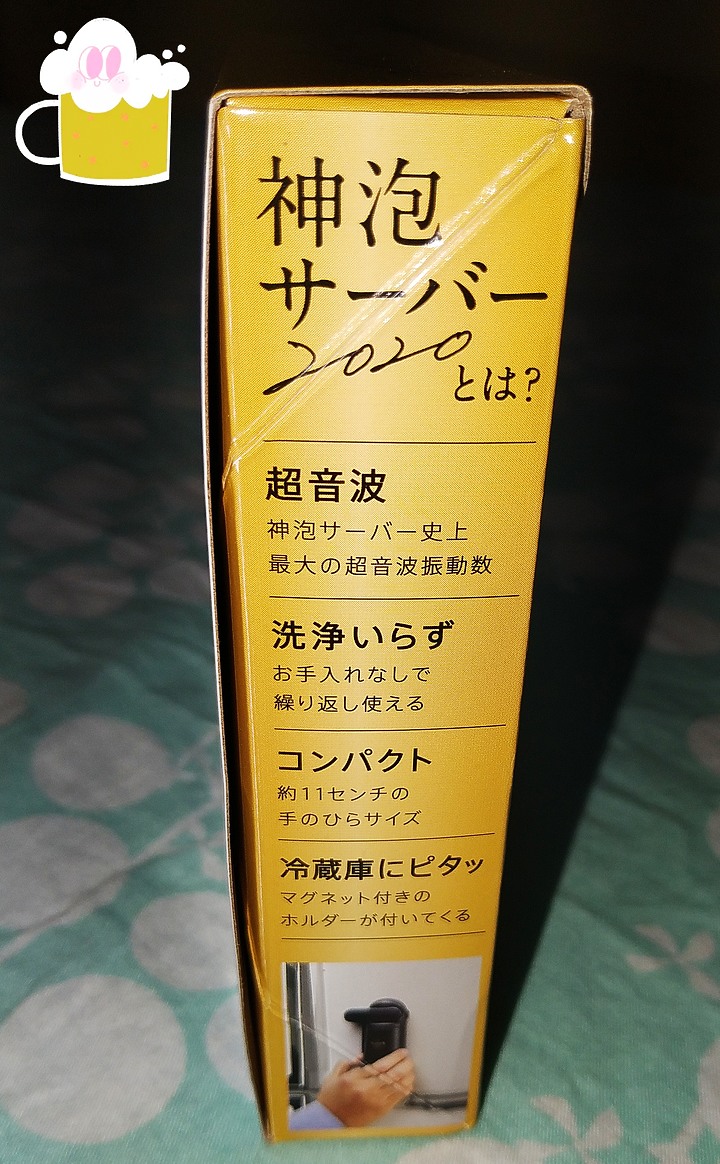 神泡
サーバー
2020
とは?
超音波
神泡サーバー史上
最大の超音波振動数
洗浄いらず
お手入れなしで
繰り返し使える
コンパクト
約11センチの
手のひらサイズ
冷蔵庫にピタッ
マグネット付きの
ホルダーが付いてくる